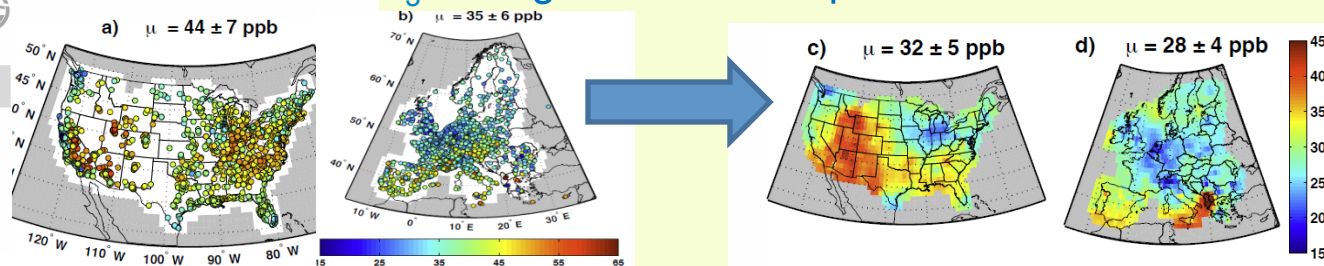 a) μ = 44 ± 7 ppb
b) μ = 35 ± 6 ppb
c) μ = 32 ± 5 ppb
d) μ = 28 ± 4 ppb
50°N
45°N
0°N
N
N
120°W
110°W
100°W
90°W
80°W
70°N
60°N
50°N
40°N
10°W
0°
10°E
20°E
30°E
15 25 35 45 55 65
45
40
35
30
25
20
15